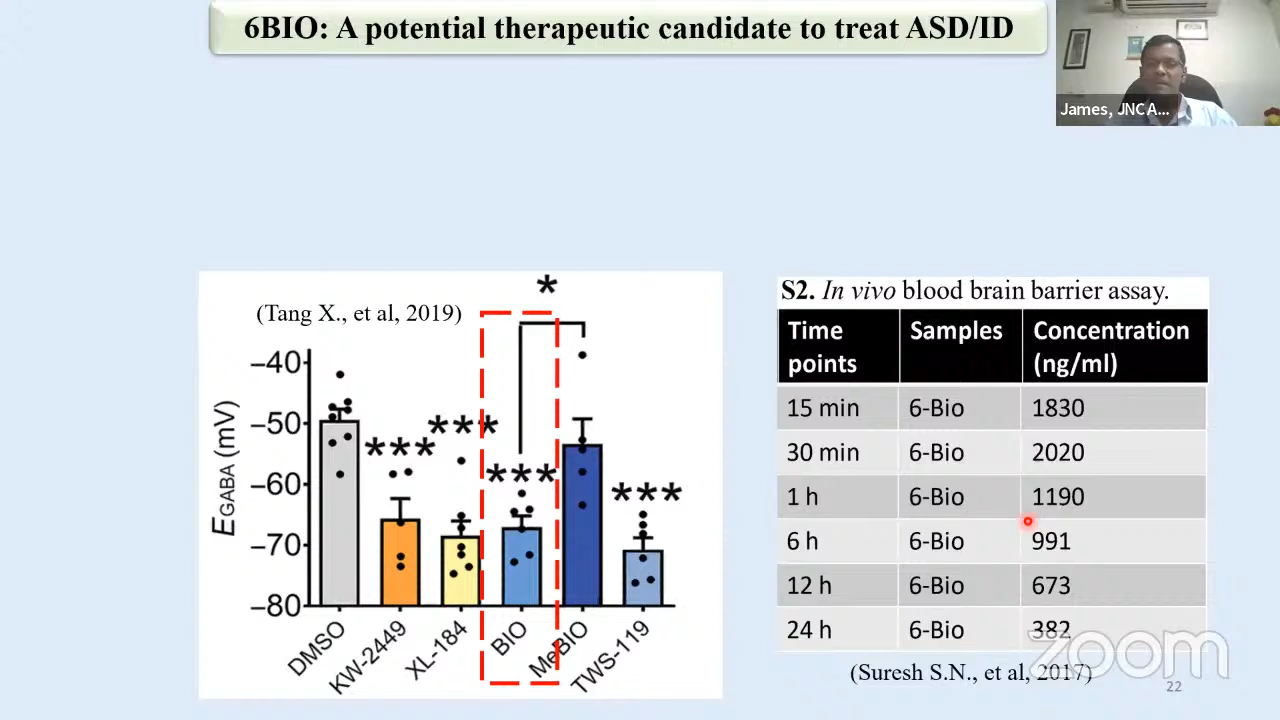 6BIO: A potential therapeutic candidate to treat ASD/ID
James, JNC A...
(Tang X., et al, 2019)
*
–40
–50
–60
–70
–80
EGABA (mV)
***
***
***
***
DMSO
KW-2449
XL-184
BIO
MeBIO
TWS-119
S2. In vivo blood brain barrier assay.
Time points Samples Concentration (ng/ml)
15 min 6-Bio 1830
30 min 6-Bio 2020
1 h 6-Bio 1190
6 h 6-Bio 991
12 h 6-Bio 673
24 h 6-Bio 382
(Suresh S.N., et al, 2017)
zoom
22